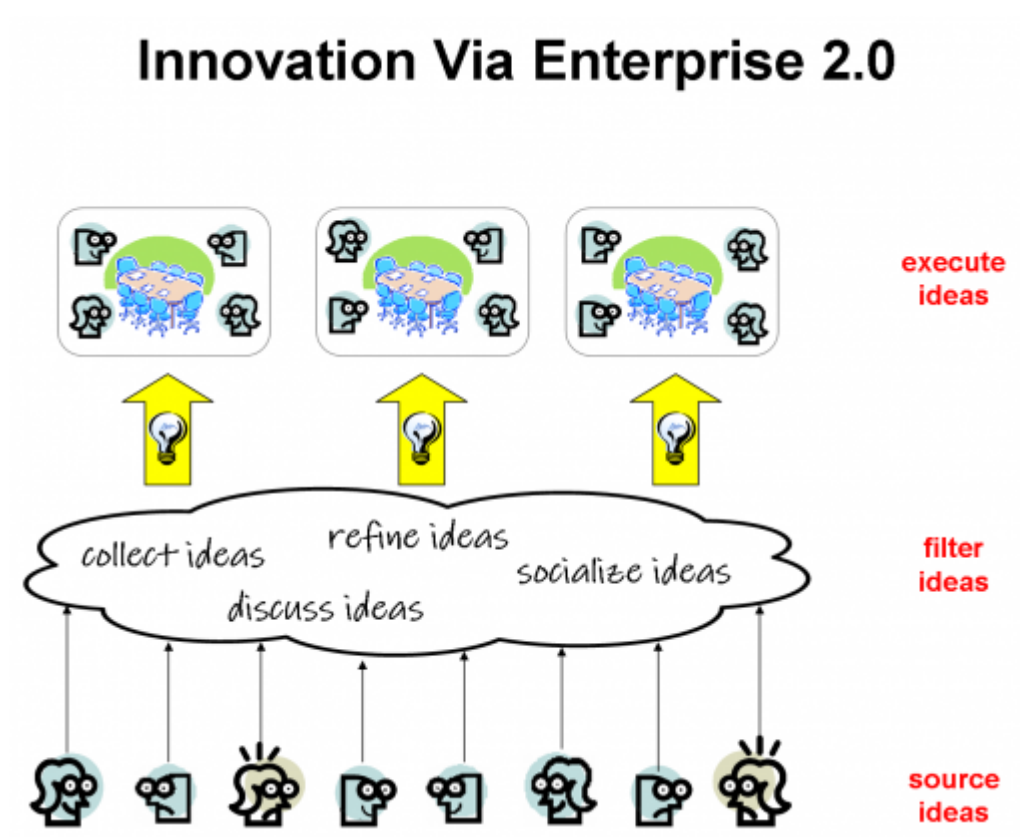 Innovation Via Enterprise 2.0
execute
ideas
collect ideas
refine ideas
socialize ideas
discuss ideas
filter
ideas
source
ideas